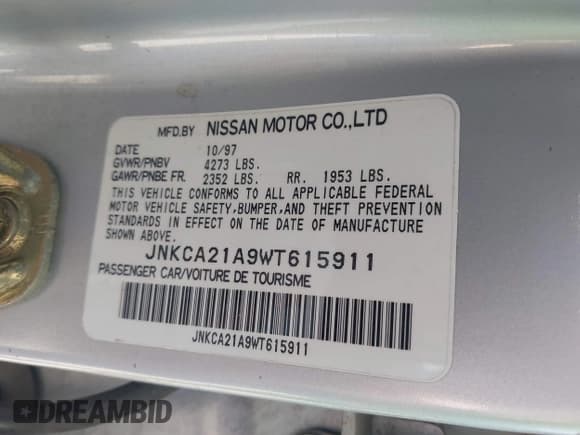 MFD.BY NISSAN MOTOR CO.,LTD
DATE 10/97
GVWR/PNBV 4273 LBS.
GAWR/PNBE FR. 2352 LBS. RR. 1953 LBS.
THIS VEHICLE CONFORMS TO ALL APPLICABLE FEDERAL
MOTOR VEHICLE SAFETY,BUMPER,AND THEFT PREVENTION
STANDARDS IN EFFECT ON THE DATE OF MANUFACTURE
SHOWN ABOVE.
JNKCA21A9WT615911
PASSENGER CAR/VOITURE DE TOURISME
JNKCA21A9WT615911
DREAMBID